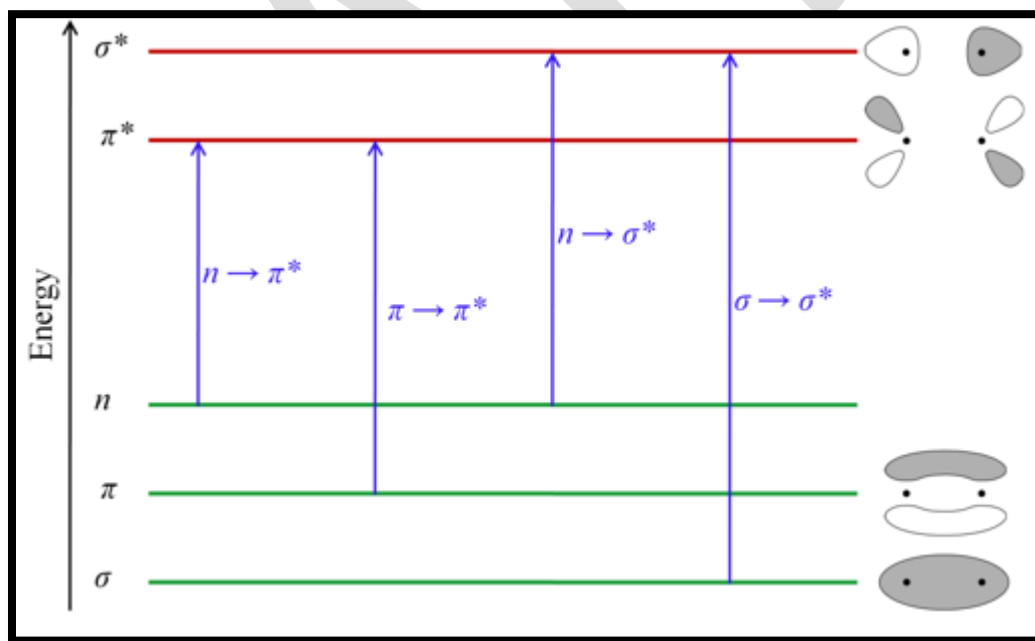 σ*
π*
n → σ*
n → π*
π → π*
σ → σ*
Energy
n
π
σ